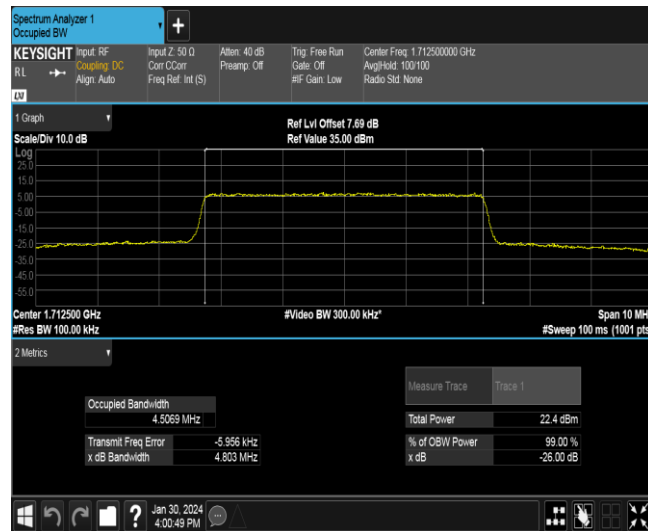 Spectrum Analyzer 1
Occupied BW
KEYSIGHT
RL
LXI
Input: RF
Coupling: DC
Align: Auto
Input Z: 50 Ω
Corr CCorr
Freq Ref: Int (S)
Atten: 40 dB
Preamp: Off
Trig: Free Run
Gate: Off
#IF Gain: Low
Center Freq: 1.712500000 GHz
Avg|Hold: 100/100
Radio Std: None
1 Graph
Scale/Div 10.0 dB
Ref Lvl Offset 7.69 dB
Ref Value 35.00 dBm
Log
25.0
15.0
5.00
-5.00
-15.0
-25.0
-35.0
-45.0
-55.0
Center 1.712500 GHz
#Res BW 100.00 kHz
#Video BW 300.00 kHz*
Span 10 MH
#Sweep 100 ms (1001 pts
2 Metrics
Measure Trace Trace 1
Occupied Bandwidth
4.5069 MHz
Total Power 22.4 dBm
Transmit Freq Error -5.956 kHz
% of OBW Power 99.00 %
x dB Bandwidth 4.803 MHz
x dB -26.00 dB
?
Jan 30, 2024
4:00:49 PM